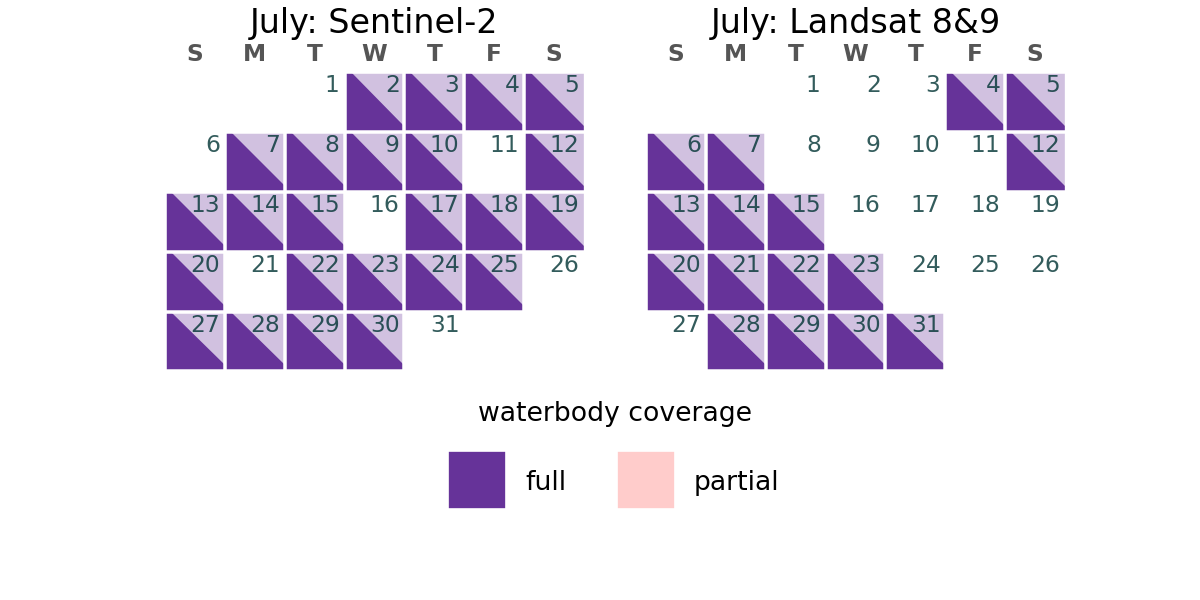 July: Sentinel-2
S M T W T F S
1 2 3 4 5
6 7 8 9 10 11 12
13 14 15 16 17 18 19
20 21 22 23 24 25 26
27 28 29 30 31
July: Landsat 8&9
S M T W T F S
1 2 3 4 5
6 7 8 9 10 11 12
13 14 15 16 17 18 19
20 21 22 23 24 25 26
27 28 29 30 31
waterbody coverage
full partial